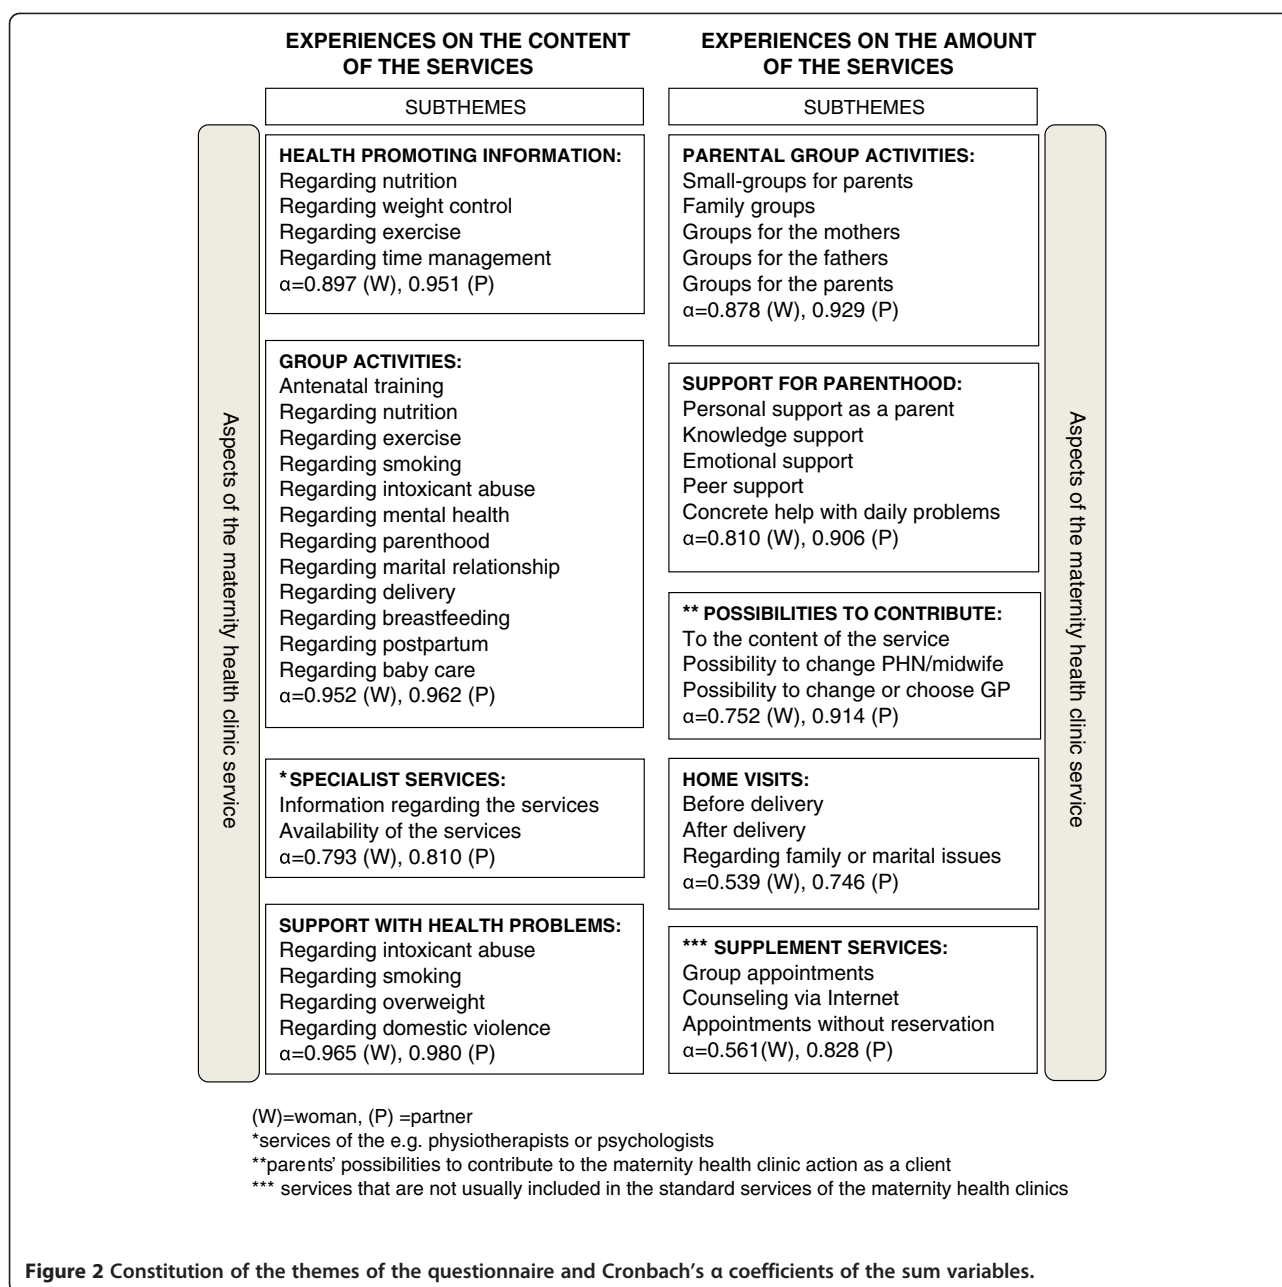 EXPERIENCES ON THE CONTENT
OF THE SERVICES
SUBTHEMES
Aspects of the maternity health clinic service
HEALTH PROMOTING INFORMATION:
Regarding nutrition
Regarding weight control
Regarding exercise
Regarding time management
α=0.897 (W), 0.951 (P)
GROUP ACTIVITIES:
Antenatal training
Regarding nutrition
Regarding exercise
Regarding smoking
Regarding intoxicant abuse
Regarding mental health
Regarding parenthood
Regarding marital relationship
Regarding delivery
Regarding breastfeeding
Regarding postpartum
Regarding baby care
α=0.952 (W), 0.962 (P)
*SPECIALIST SERVICES:
Information regarding the services
Availability of the services
α=0.793 (W), 0.810 (P)
SUPPORT WITH HEALTH PROBLEMS:
Regarding intoxicant abuse
Regarding smoking
Regarding overweight
Regarding domestic violence
α=0.965 (W), 0.980 (P)
EXPERIENCES ON THE AMOUNT
OF THE SERVICES
SUBTHEMES
PARENTAL GROUP ACTIVITIES:
Small-groups for parents
Family groups
Groups for the mothers
Groups for the fathers
Groups for the parents
α=0.878 (W), 0.929 (P)
SUPPORT FOR PARENTHOOD:
Personal support as a parent
Knowledge support
Emotional support
Peer support
Concrete help with daily problems
α=0.810 (W), 0.906 (P)
** POSSIBILITIES TO CONTRIBUTE:
To the content of the service
Possibility to change PHN/midwife
Possibility to change or choose GP
α=0.752 (W), 0.914 (P)
HOME VISITS:
Before delivery
After delivery
Regarding family or marital issues
α=0.539 (W), 0.746 (P)
*** SUPPLEMENT SERVICES:
Group appointments
Counseling via Internet
Appointments without reservation
α=0.561(W), 0.828 (P)
Aspects of the maternity health clinic service
(W)=woman, (P) =partner
*services of the e.g. physiotherapists or psychologists
**parents' possibilities to contribute to the maternity health clinic action as a client
*** services that are not usually included in the standard services of the maternity health clinics
Figure 2 Constitution of the themes of the questionnaire and Cronbach's α coefficients of the sum variables.